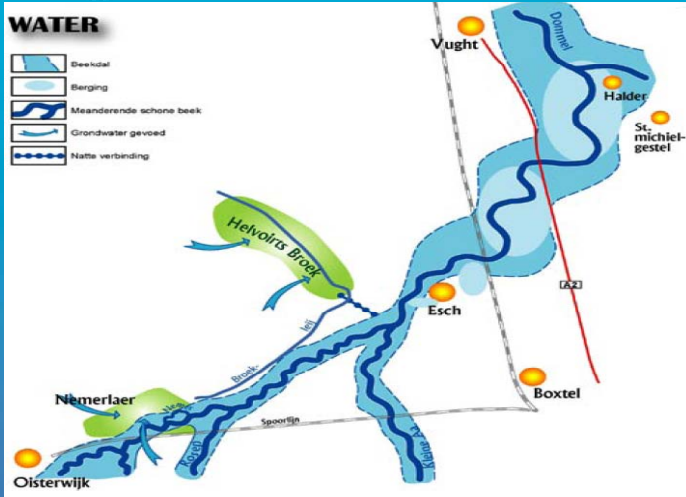 WATER
Beekdal
Berging
Meanderende schone beek
Grondwater gevoed
Natte verbinding
Vught
Dommel
Halder
St.
michiel-
gestel
Helvoirts Broek
A2
Esch
Broek-
leij
Boxtel
Nemerlaer
Spoorlijn
Rosep
Kleine Aa
Oisterwijk